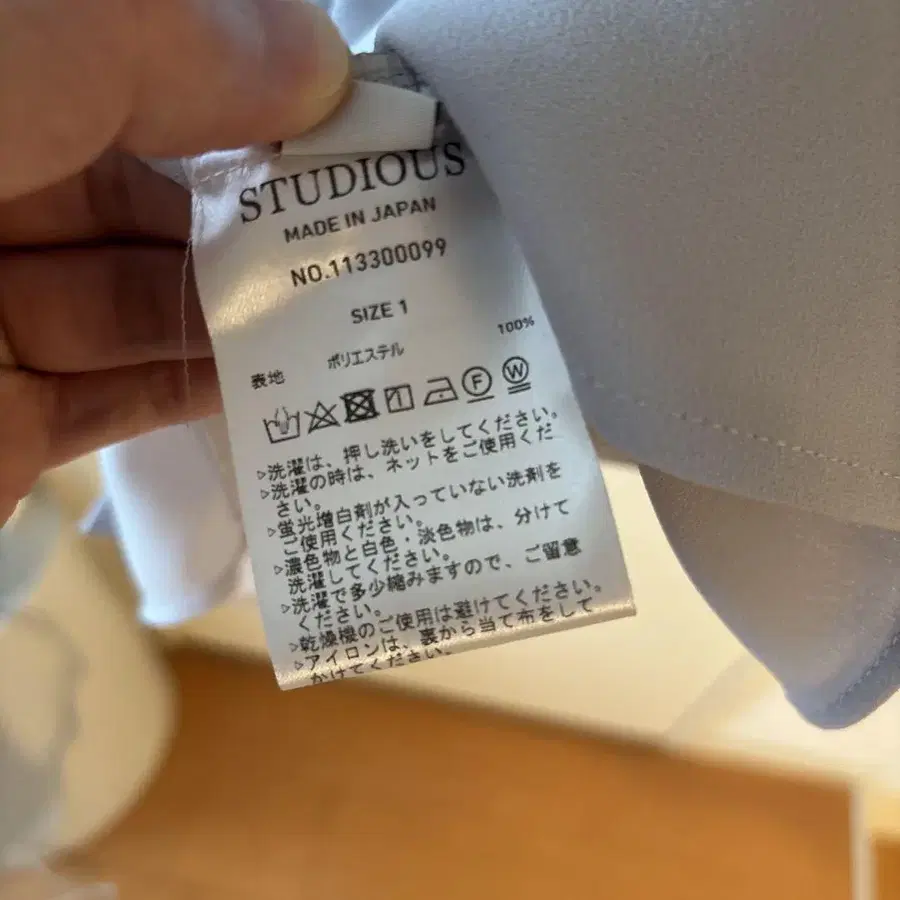 STUDIOUS
MADE IN JAPAN
NO.113300099
SIZE 1
表地 ポリエステル 100%
F W
▹洗濯は、押し洗いをしてください。
▹洗濯の時は、ネットをご使用くだ
さい。
▹蛍光増白剤が入っていない洗剤を
ご使用ください。
▹濃色物と白色・淡色物は、分けて
洗濯してください。
▹洗濯で多少縮みますので、ご留意
ください。
▹乾燥機のご使用は避けてください。
▹アイロンは、裏から当て布をして
かけてください。